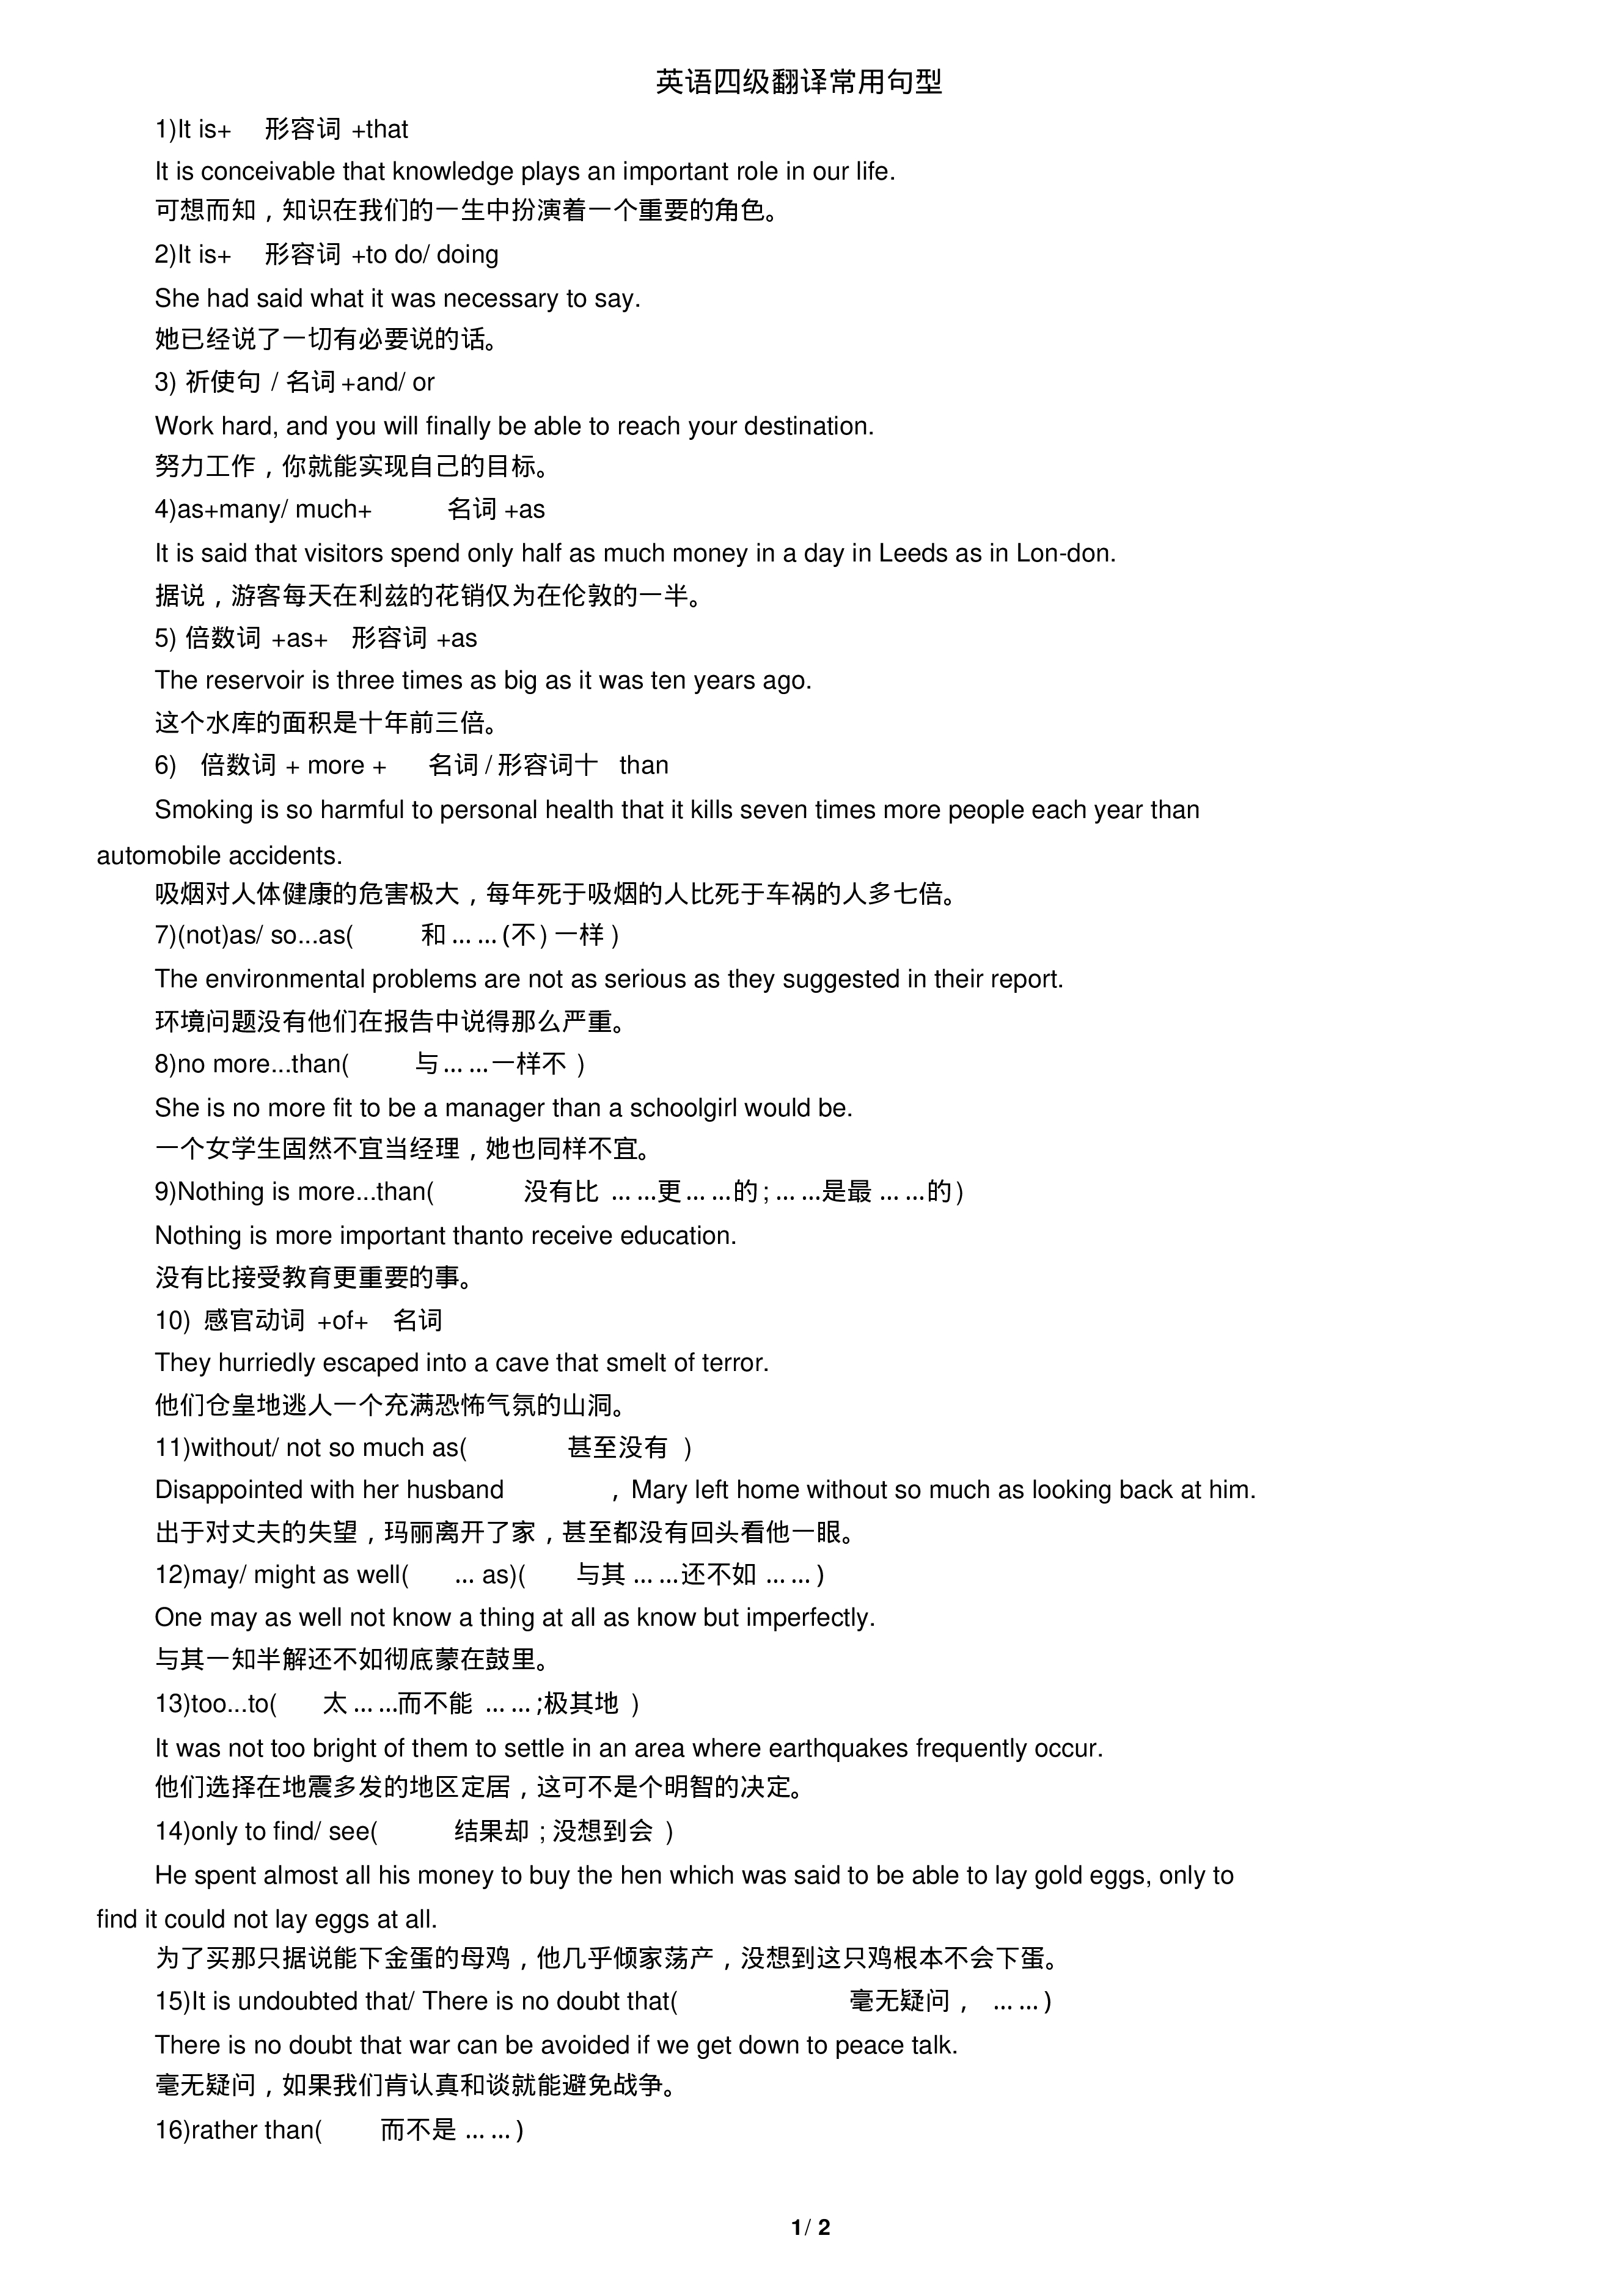 英语四级翻译常用句型
1)It is+ 形容词 +that
It is conceivable that knowledge plays an important role in our life.
可想而知，知识在我们的一生中扮演着一个重要的角色。
2)It is+ 形容词 +to do/ doing
She had said what it was necessary to say.
她已经说了一切有必要说的话。
3) 祈使句 / 名词 +and/ or
Work hard, and you will finally be able to reach your destination.
努力工作，你就能实现自己的目标。
4)as+many/ much+ 名词 +as
It is said that visitors spend only half as much money in a day in Leeds as in Lon-don.
据说，游客每天在利兹的花销仅为在伦敦的一半。
5) 倍数词 +as+ 形容词 +as
The reservoir is three times as big as it was ten years ago.
这个水库的面积是十年前三倍。
6) 倍数词 + more + 名词 / 形容词十 than
Smoking is so harmful to personal health that it kills seven times more people each year than
automobile accidents.
吸烟对人体健康的危害极大，每年死于吸烟的人比死于车祸的人多七倍。
7)(not)as/ so...as( 和 ... ... (不) 一样 )
The environmental problems are not as serious as they suggested in their report.
环境问题没有他们在报告中说得那么严重。
8)no more...than( 与 ... ...一样不 )
She is no more fit to be a manager than a schoolgirl would be.
一个女学生固然不宜当经理，她也同样不宜。
9)Nothing is more...than( 没有比 ... ...更 ... ...的 ; ... ...是最 ... ...的)
Nothing is more important thanto receive education.
没有比接受教育更重要的事。
10) 感官动词 +of+ 名词
They hurriedly escaped into a cave that smelt of terror.
他们仓皇地逃人一个充满恐怖气氛的山洞。
11)without/ not so much as( 甚至没有 )
Disappointed with her husband , Mary left home without so much as looking back at him.
出于对丈夫的失望，玛丽离开了家，甚至都没有回头看他一眼。
12)may/ might as well( ... as)( 与其 ... ...还不如 ... ... )
One may as well not know a thing at all as know but imperfectly.
与其一知半解还不如彻底蒙在鼓里。
13)too...to( 太 ... ...而不能 ... ... ;极其地 )
It was not too bright of them to settle in an area where earthquakes frequently occur.
他们选择在地震多发的地区定居，这可不是个明智的决定。
14)only to find/ see( 结果却 ; 没想到会 )
He spent almost all his money to buy the hen which was said to be able to lay gold eggs, only to
find it could not lay eggs at all.
为了买那只据说能下金蛋的母鸡，他几乎倾家荡产，没想到这只鸡根本不会下蛋。
15)It is undoubted that/ There is no doubt that( 毫无疑问， ... ... )
There is no doubt that war can be avoided if we get down to peace talk.
毫无疑问，如果我们肯认真和谈就能避免战争。
16)rather than( 而不是 ... ... )
1 / 2